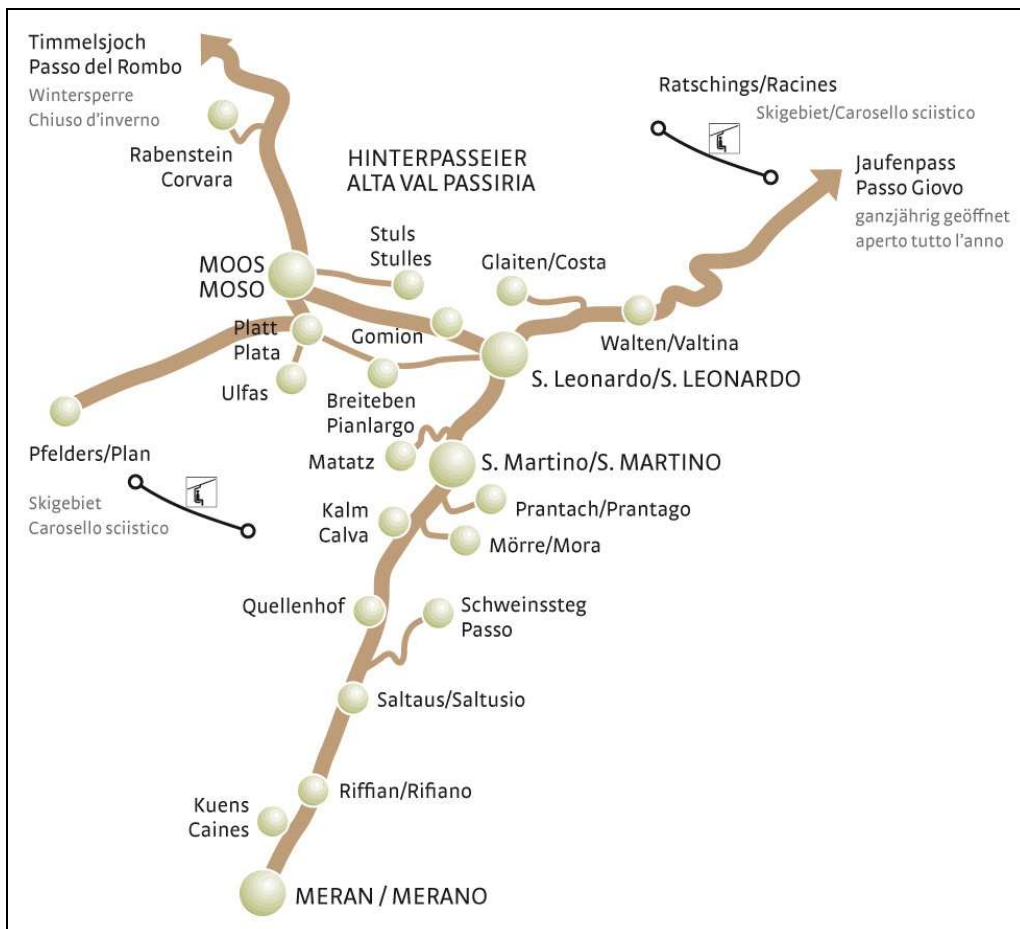 Timmelsjoch
Passo del Rombo
Wintersperre
Chiuso d'inverno
Rabenstein
Corvara
Ratschings/Racines
Skigebiet/Carosello sciistico
HINTERPASSEIER
ALTA VAL PASSIRIA
Jaufenpass
Passo Giovo
ganzjährig geöffnet
aperto tutto l'anno
Stuls
Stulles
Glaiten/Costa
MOOS
MOSO
Platt
Plata
Gomion
Walten/Valtina
Ulfas
S. Leonardo/S. LEONARDO
Breiteben
Pianlargo
Pfelders/Plan
Matatz
S. Martino/S. MARTINO
Skigebiet
Carosello sciistico
Kalm
Calva
Prantach/Prantago
Mörre/Mora
Quellenhof
Schweinssteg
Passo
Saltaus/Saltusio
Riffian/Rifiano
Kuens
Caines
MERAN / MERANO